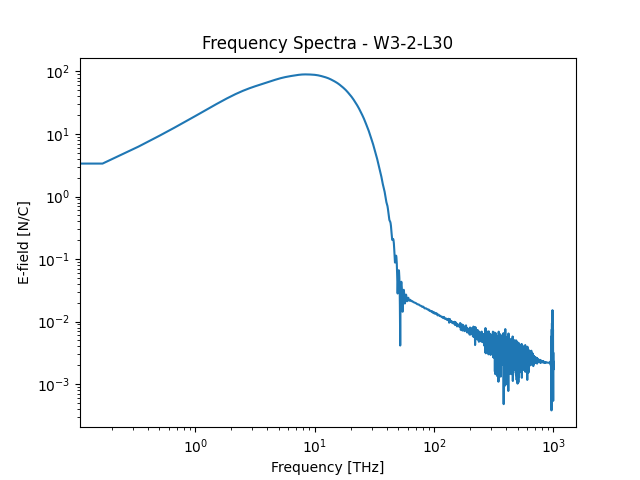 Frequency Spectra - W3-2-L30
10²
10¹
10⁰
10⁻¹
10⁻²
10⁻³
E-field [N/C]
10⁰ 10¹ 10² 10³
Frequency [THz]